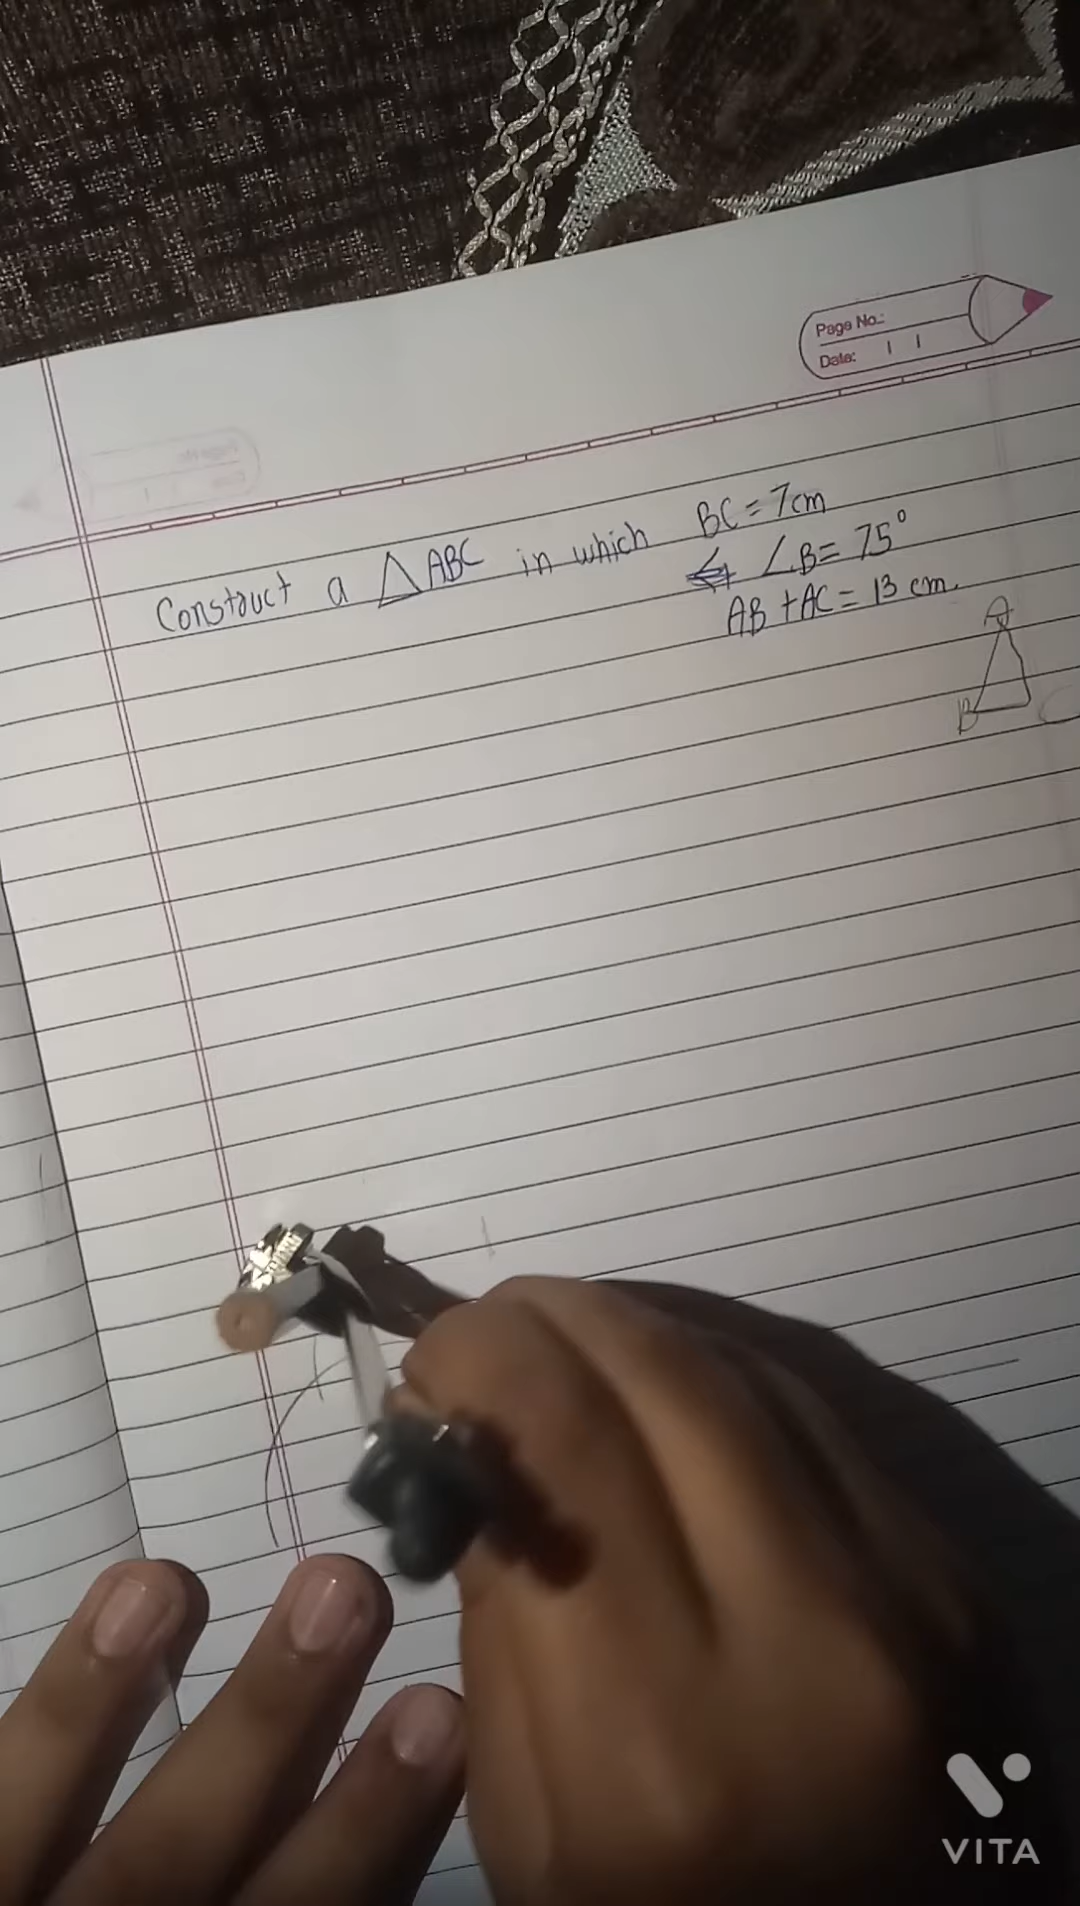 Page No.:
Date:
Construct a △ABC in which BC = 7cm
∠B = 75°
AB + AC = 13 cm.
A
B C
VITA